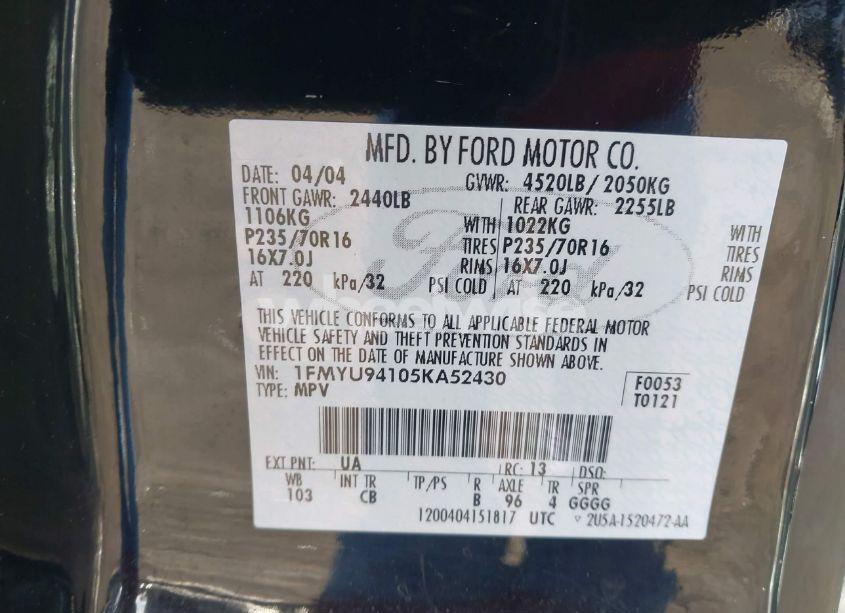 MFD. BY FORD MOTOR CO.
DATE: 04/04 GVWR: 4520LB/ 2050KG
FRONT GAWR: 2440LB REAR GAWR: 2255LB
1106KG WITH 1022KG WITH
P235/70R16 TIRES P235/70R16 TIRES
16X7.0J RIMS 16X7.0J RIMS
AT 220 kPa/32 PSI COLD AT 220 kPa/32 PSI COLD
THIS VEHICLE CONFORMS TO ALL APPLICABLE FEDERAL MOTOR
VEHICLE SAFETY AND THEFT PREVENTION STANDARDS IN
EFFECT ON THE DATE OF MANUFACTURE SHOWN ABOVE.
VIN: 1FMYU94105KA52430 F0053
TYPE: MPV T0121
EXT PNT: UA RC: 13 DSO:
WB INT TR TP/PS R AXLE TR SPR
103 CB B 96 4 GGGG
1200404151817 UTC 2U5A-1520472-AA
Ford